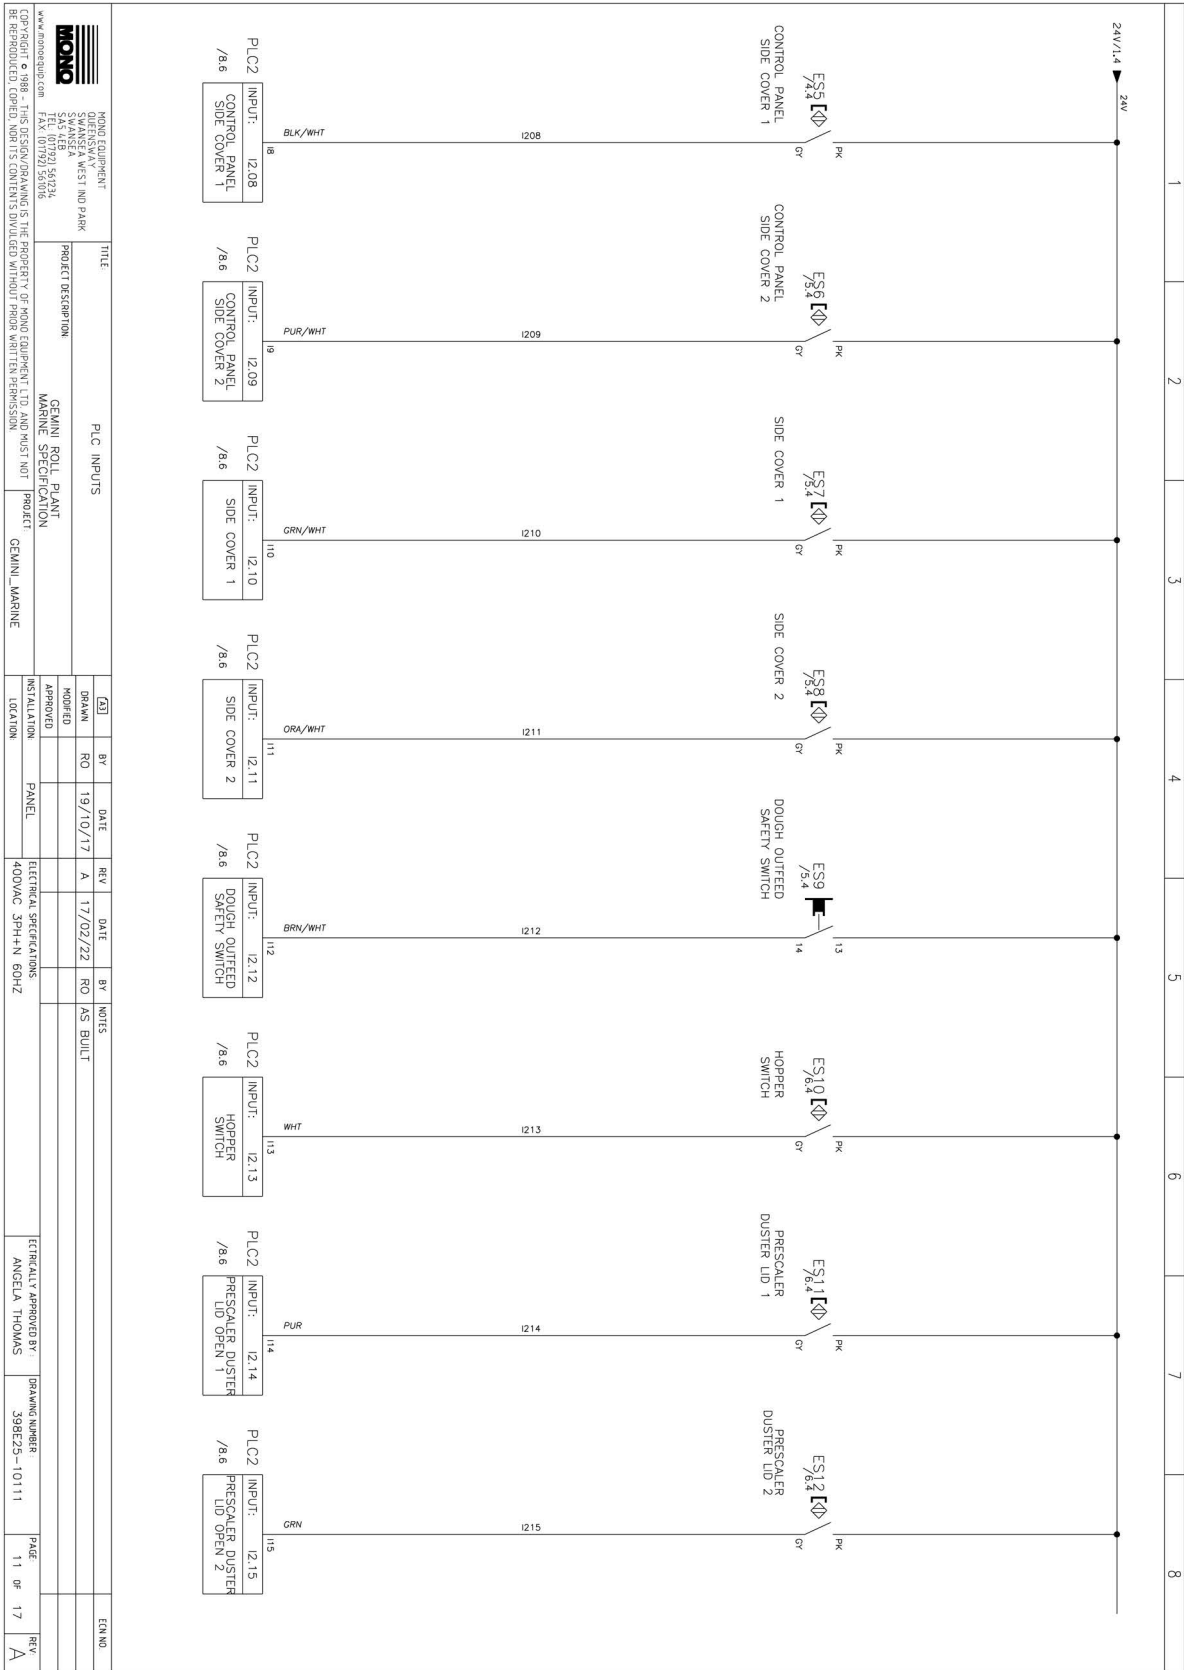 1
2
3
4
5
6
7
8
24V/1.4
24V
CONTROL PANEL
SIDE COVER 1
ES5
/4.4
PK
GY
1208
BLK/WHT
I8
PLC2
/8.6
INPUT: I2.08
CONTROL PANEL
SIDE COVER 1
CONTROL PANEL
SIDE COVER 2
ES6
/5.4
PK
GY
1209
PUR/WHT
I9
PLC2
/8.6
INPUT: I2.09
CONTROL PANEL
SIDE COVER 2
SIDE COVER 1
ES7
/5.4
PK
GY
1210
GRN/WHT
I10
PLC2
/8.6
INPUT: I2.10
SIDE COVER 1
SIDE COVER 2
ES8
/5.4
PK
GY
1211
ORA/WHT
I11
PLC2
/8.6
INPUT: I2.11
SIDE COVER 2
DOUGH OUTFEED
SAFETY SWITCH
ES9
/5.4
13
14
1212
BRN/WHT
I12
PLC2
/8.6
INPUT: I2.12
DOUGH OUTFEED
SAFETY SWITCH
HOPPER
SWITCH
ES10
/6.4
PK
GY
1213
WHT
I13
PLC2
/8.6
INPUT: I2.13
HOPPER
SWITCH
PRESCALER
DUSTER LID 1
ES11
/6.4
PK
GY
1214
PUR
I14
PLC2
/8.6
INPUT: I2.14
PRESCALER DUSTER
LID OPEN 1
PRESCALER
DUSTER LID 2
ES12
/6.4
PK
GY
1215
GRN
I15
PLC2
/8.6
INPUT: I2.15
PRESCALER DUSTER
LID OPEN 2
MONO
www.monoequip.com
MONO EQUIPMENT
QUEENSWAY
SWANSEA WEST IND PARK
SWANSEA
SA5 4EB
TEL: (01792) 561234
FAX: (01792) 561016
COPYRIGHT © 1988 - THIS DESIGN/DRAWING IS THE PROPERTY OF MONO EQUIPMENT LTD. AND MUST NOT
BE REPRODUCED, COPIED, NOR ITS CONTENTS DIVULGED WITHOUT PRIOR WRITTEN PERMISSION.
TITLE:
PLC INPUTS
PROJECT DESCRIPTION:
GEMINI ROLL PLANT
MARINE SPECIFICATION
PROJECT:
GEMINI_MARINE
A3 BY DATE REV DATE BY NOTES ECN NO.
DRAWN RO 19/10/17 A 17/02/22 RO AS BUILT
MODIFIED
APPROVED
INSTALLATION: PANEL
LOCATION:
ELECTRICAL SPECIFICATIONS:
400VAC 3PH+N 60HZ
ECTRICALLY APPROVED BY :
ANGELA THOMAS
DRAWING NUMBER :
398E25-10111
PAGE:
11 OF 17
REV:
A